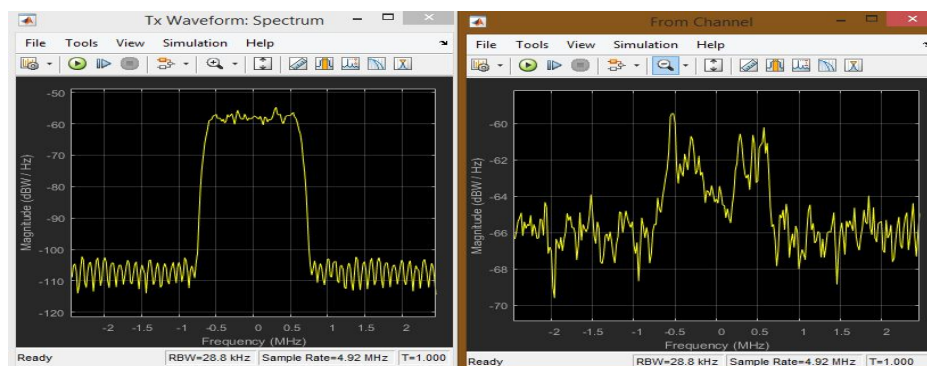 Tx Waveform: Spectrum
File Tools View Simulation Help
-50
-60
-70
-80
-90
-100
-110
-120
Magnitude (dBW / Hz)
-2 -1.5 -1 -0.5 0 0.5 1 1.5 2
Frequency (MHz)
Ready RBW=28.8 kHz Sample Rate=4.92 MHz T=1.000
From Channel
File Tools View Simulation Help
-60
-62
-64
-66
-68
-70
Magnitude (dBW / Hz)
-2 -1.5 -1 -0.5 0 0.5 1 1.5 2
Frequency (MHz)
Ready RBW=28.8 kHz Sample Rate=4.92 MHz T=1.000